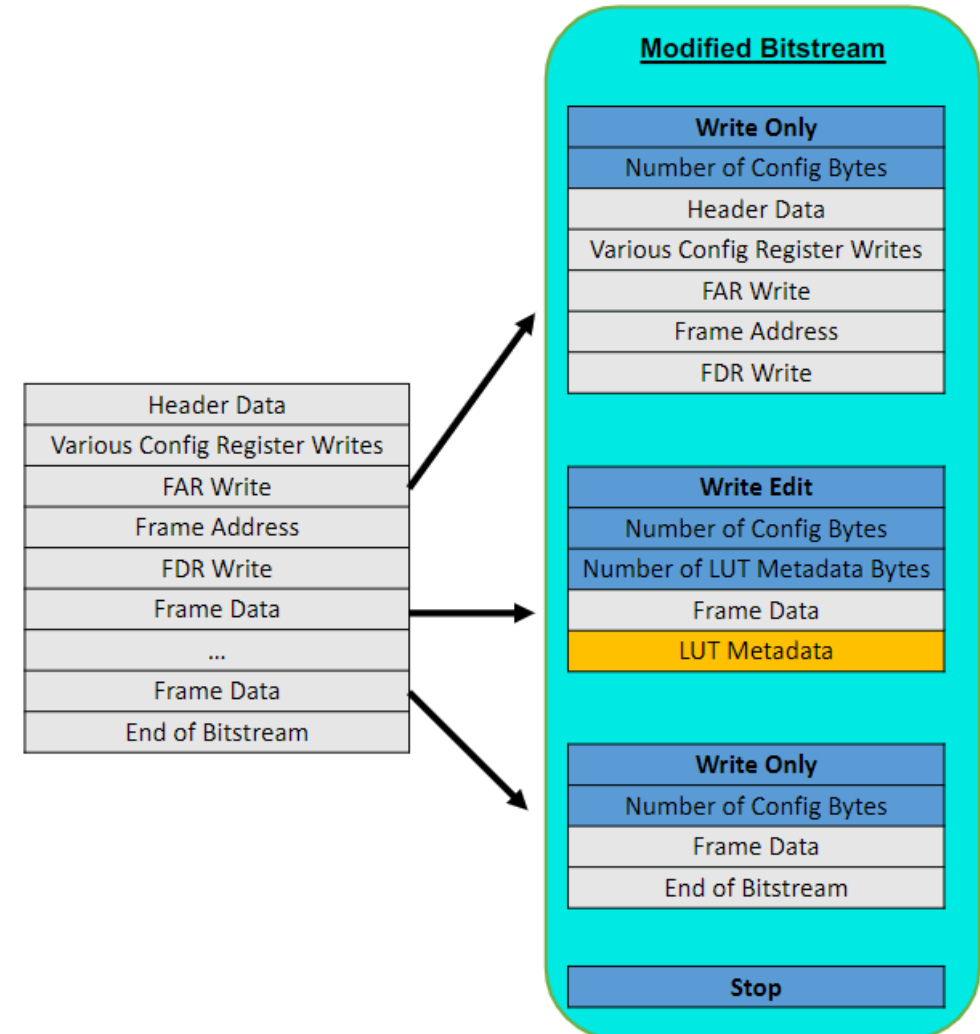 Modified Bitstream
Write Only
Number of Config Bytes
Header Data
Various Config Register Writes
FAR Write
Frame Address
FDR Write
Header Data
Various Config Register Writes
FAR Write
Frame Address
FDR Write
Frame Data
...
Frame Data
End of Bitstream
Write Edit
Number of Config Bytes
Number of LUT Metadata Bytes
Frame Data
LUT Metadata
Write Only
Number of Config Bytes
Frame Data
End of Bitstream
Stop